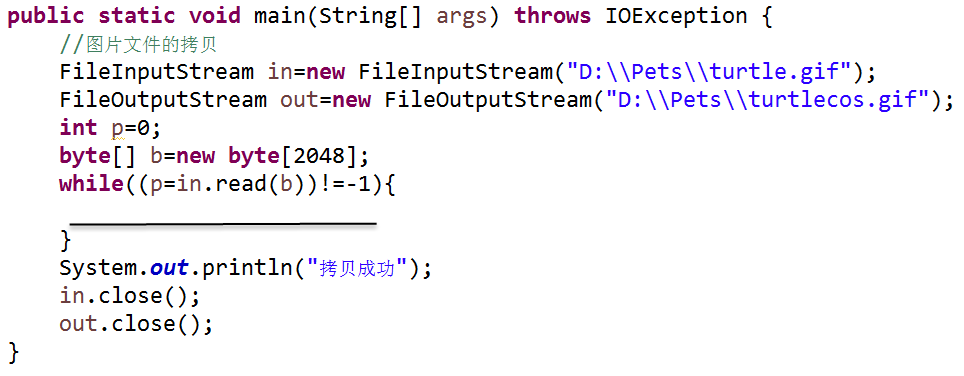 public static void main(String[] args) throws IOException {
//图片文件的拷贝
FileInputStream in=new FileInputStream("D:\\Pets\\turtle.gif");
FileOutputStream out=new FileOutputStream("D:\\Pets\\turtlecos.gif");
int p=0;
byte[] b=new byte[2048];
while((p=in.read(b))!=-1){
}
System.out.println("拷贝成功");
in.close();
out.close();
}